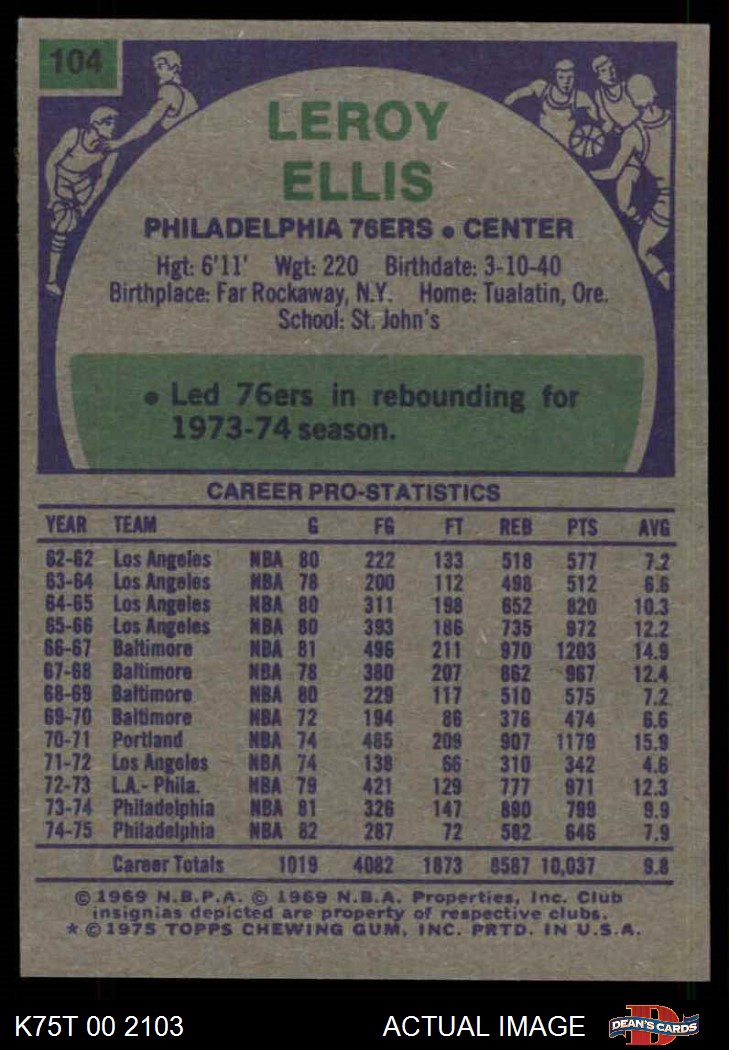 104
LEROY
ELLIS
PHILADELPHIA 76ERS • CENTER
Hgt: 6'11' Wgt: 220 Birthdate: 3-10-40
Birthplace: Far Rockaway, N.Y. Home: Tualatin, Ore.
School: St. John's
• Led 76ers in rebounding for
1973-74 season.
CAREER PRO-STATISTICS
YEAR TEAM G FG FT REB PTS AVG
62-62 Los Angeles NBA 80 222 133 518 577 7.2
63-64 Los Angeles NBA 78 200 112 498 512 6.6
64-65 Los Angeles NBA 80 311 198 652 820 10.3
65-66 Los Angeles NBA 80 393 186 735 972 12.2
66-67 Baltimore NBA 81 496 211 970 1203 14.9
67-68 Baltimore NBA 78 380 207 862 967 12.4
68-69 Baltimore NBA 80 229 117 510 575 7.2
69-70 Baltimore NBA 72 194 86 376 474 6.6
70-71 Portland NBA 74 485 209 907 1179 15.9
71-72 Los Angeles NBA 74 138 66 310 342 4.6
72-73 L.A.- Phila. NBA 79 421 129 777 971 12.3
73-74 Philadelphia NBA 81 326 147 890 799 9.9
74-75 Philadelphia NBA 82 287 72 582 646 7.9
Career Totals 1019 4082 1873 8587 10,037 9.8
© 1969 N.B.P.A. © 1969 N.B.A. Properties, Inc. Club
insignias depicted are property of respective clubs.
* © 1975 TOPPS CHEWING GUM, INC. PRTD. IN U.S.A.
K75T 00 2103 ACTUAL IMAGE DEAN'S CARDS